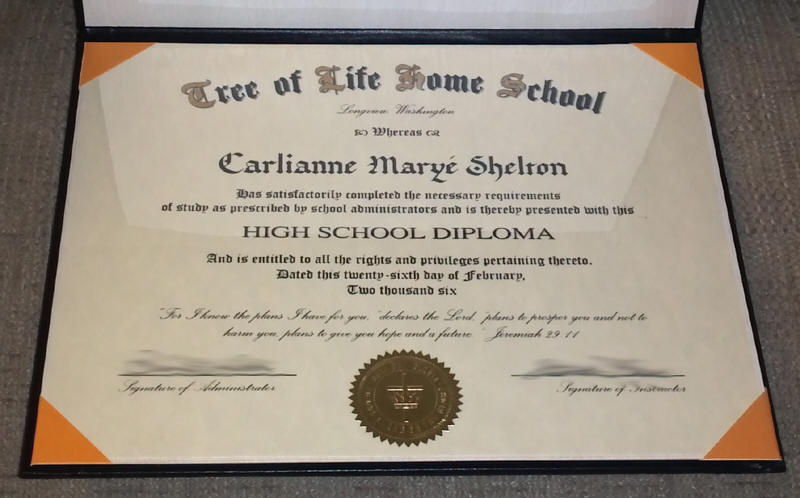 Tree of Life Home School
Longview, Washington
Whereas
Carlianne Maryé Shelton
Has satisfactorily completed the necessary requirements
of study as prescribed by school administrators and is thereby presented with this
HIGH SCHOOL DIPLOMA
And is entitled to all the rights and privileges pertaining thereto.
Dated this twenty-sixth day of February,
Two thousand six
"For I know the plans I have for you," declares the Lord, "plans to prosper you and not to
harm you, plans to give you hope and a future." Jeremiah 29:11
Signature of Administrator
Signature of Instructor